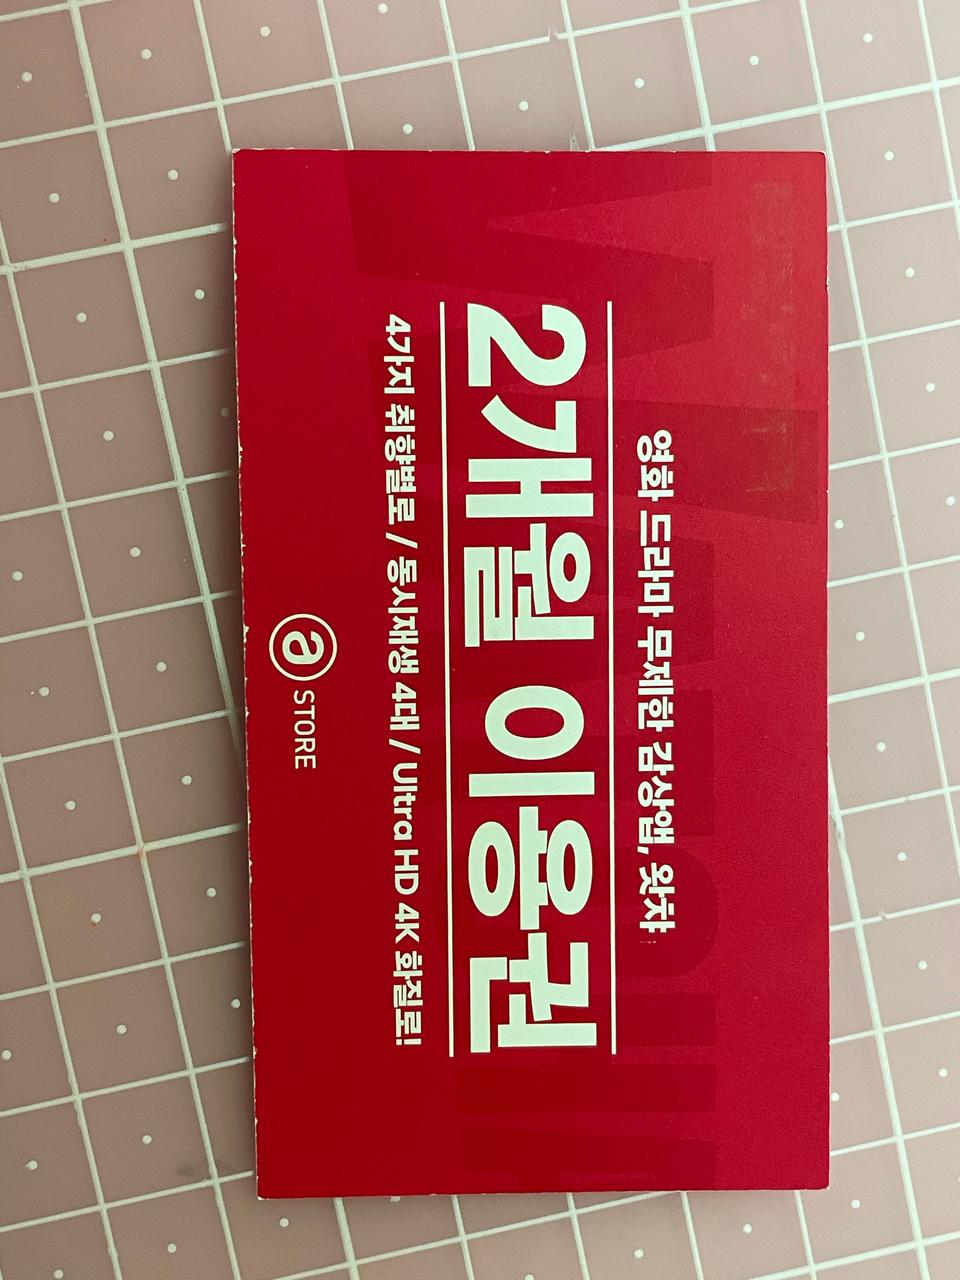 영화 드라마 무제한 감상앱, 왓챠
2개월 이용권
4가지 취향별로 / 동시재생 4대 / Ultra HD 4K 화질로!
a STORE